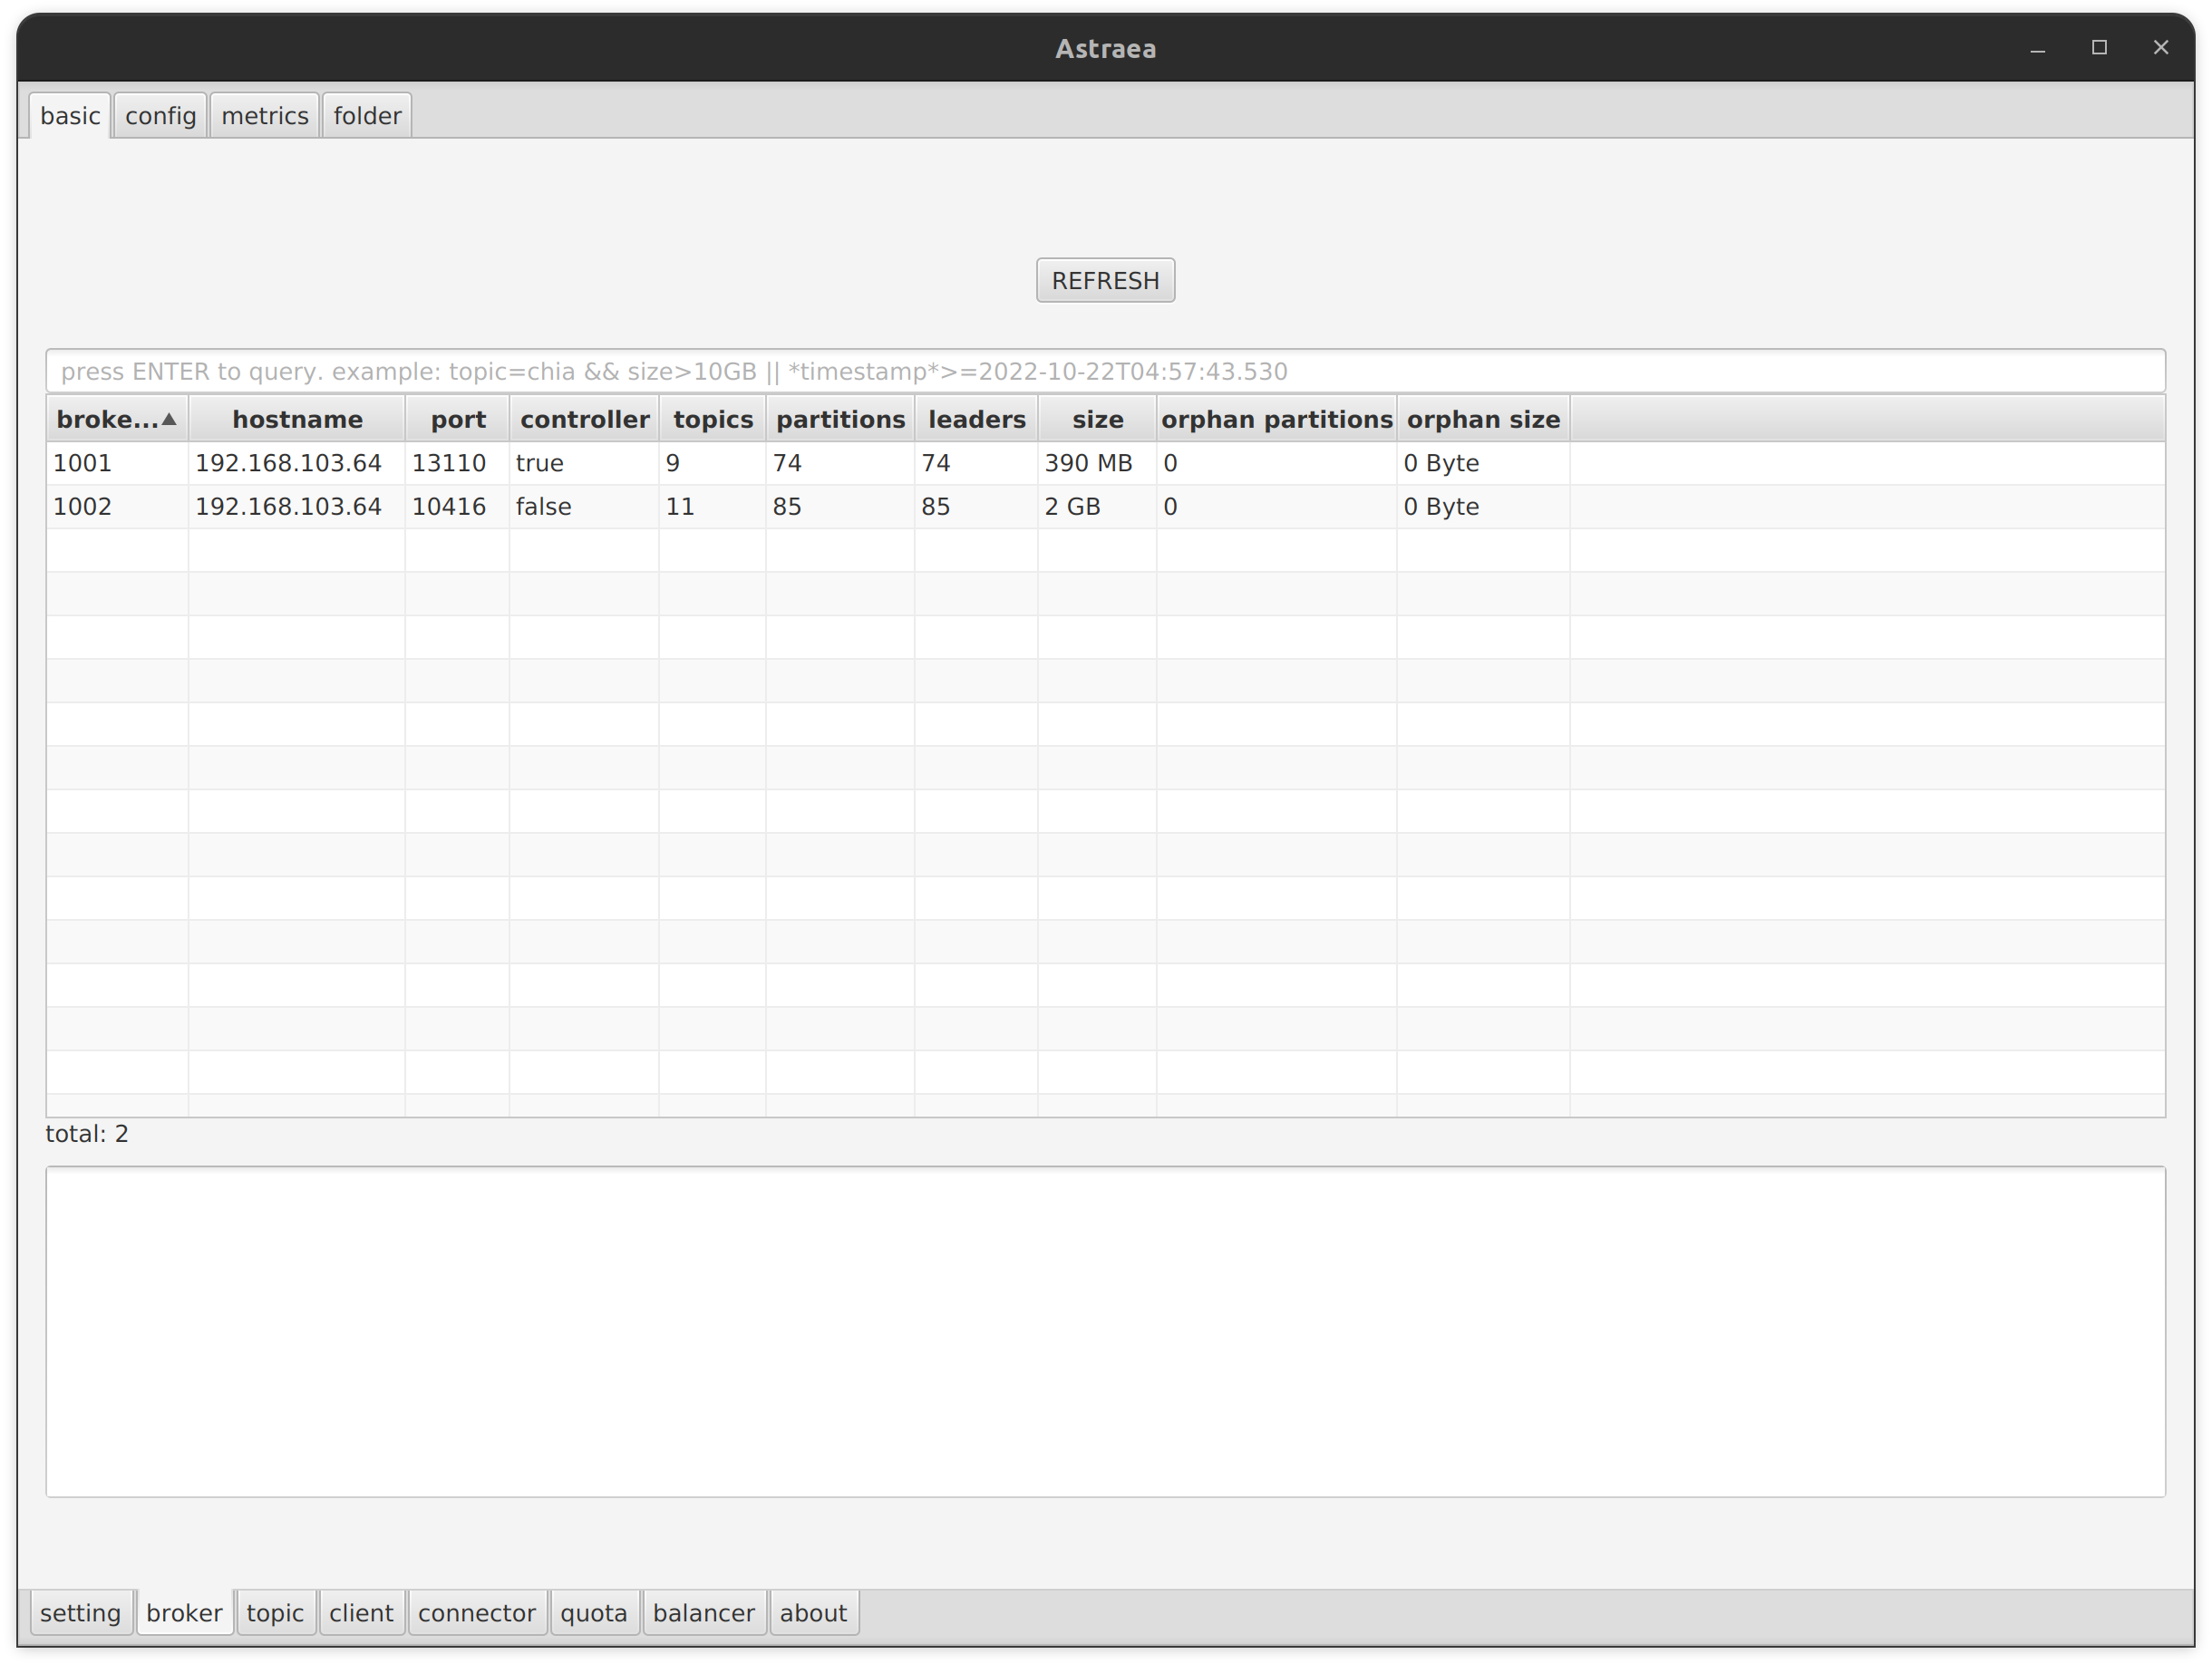 Astraea
basic config metrics folder
REFRESH
press ENTER to query. example: topic=chia && size>10GB || *timestamp*>=2022-10-22T04:57:43.530
broke... hostname port controller topics partitions leaders size orphan partitions orphan size
1001 192.168.103.64 13110 true 9 74 74 390 MB 0 0 Byte
1002 192.168.103.64 10416 false 11 85 85 2 GB 0 0 Byte
total: 2
setting broker topic client connector quota balancer about